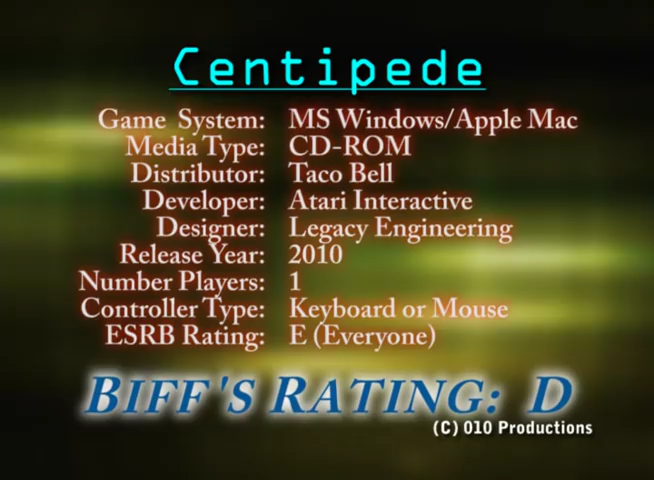 Centipede
Game System: MS Windows/Apple Mac
Media Type: CD-ROM
Distributor: Taco Bell
Developer: Atari Interactive
Designer: Legacy Engineering
Release Year: 2010
Number Players: 1
Controller Type: Keyboard or Mouse
ESRB Rating: E (Everyone)
BIFF'S RATING: D
(C) 010 Productions